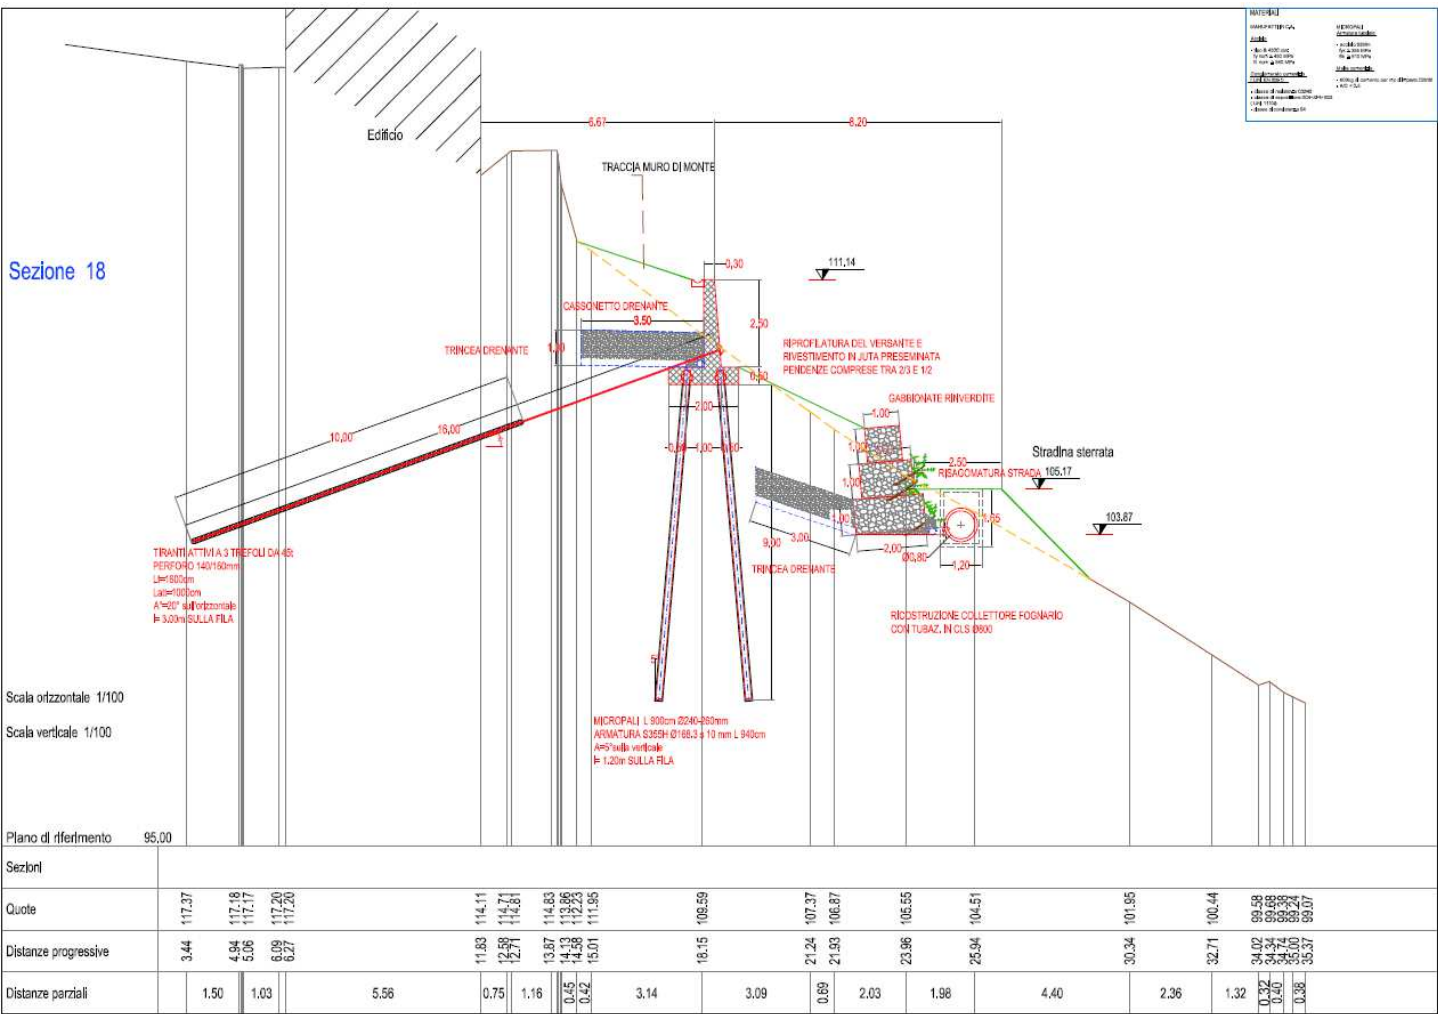 MATERIALI
MICROPALI
Edificio
6.67
8.20
TRACCIA MURO DI MONTE
Sezione 18
0,30
111,14
CASSONETTO DRENANTE
3.50
2,50
TRINCEA DRENANTE
RIPROFILATURA DEL VERSANTE E
RIVESTIMENTO IN JUTA PRESEMINATA
PENDENZE COMPRESE TRA 2/3 E 1/2
GABBIONATE RINVERDITE
1.00
2.00
10,00
16,00
1,00
Stradina sterrata
2.50
RISAGOMATURA STRADA
105.17
1.00
103.87
1.00
3.00
9,00
2.00
Ø0,80
1,20
TRINCEA DRENANTE
TIRANTI ATTIVI A 3 TREFOLI DA 45t
PERFORO 140/160mm
Lt=1600cm
Lab=1000cm
A°=20° sull'orizzontale
i= 3.00m SULLA FILA
RICOSTRUZIONE COLLETTORE FOGNARIO
CON TUBAZ. IN CLS Ø800
Scala orizzontale 1/100
Scala verticale 1/100
MICROPALI L 900cm Ø240-260mm
ARMATURA S355H Ø168.3 s 10 mm L 940cm
A=5°sulla verticale
i= 1.20m SULLA FILA
Piano di riferimento 95.00
Sezioni
Quote 117.37 117.18 117.17 117.20 117.20 114.11 114.71 114.81 114.83 113.86 112.23 111.95 109.59 107.37 106.87 105.55 104.51 101.95 100.44 99.58 99.68 99.38 99.24 99.07
Distanze progressive 3.44 4.94 5.06 6.09 6.27 11.83 12.58 12.71 13.87 14.13 14.58 15.01 18.15 21.24 21.93 23.96 25.94 30.34 32.71 34.02 34.34 34.74 35.00 35.37
Distanze parziali 1.50 1.03 5.56 0.75 1.16 0.45 0.42 3.14 3.09 0.69 2.03 1.98 4.40 2.36 1.32 0.32 0.40 0.38